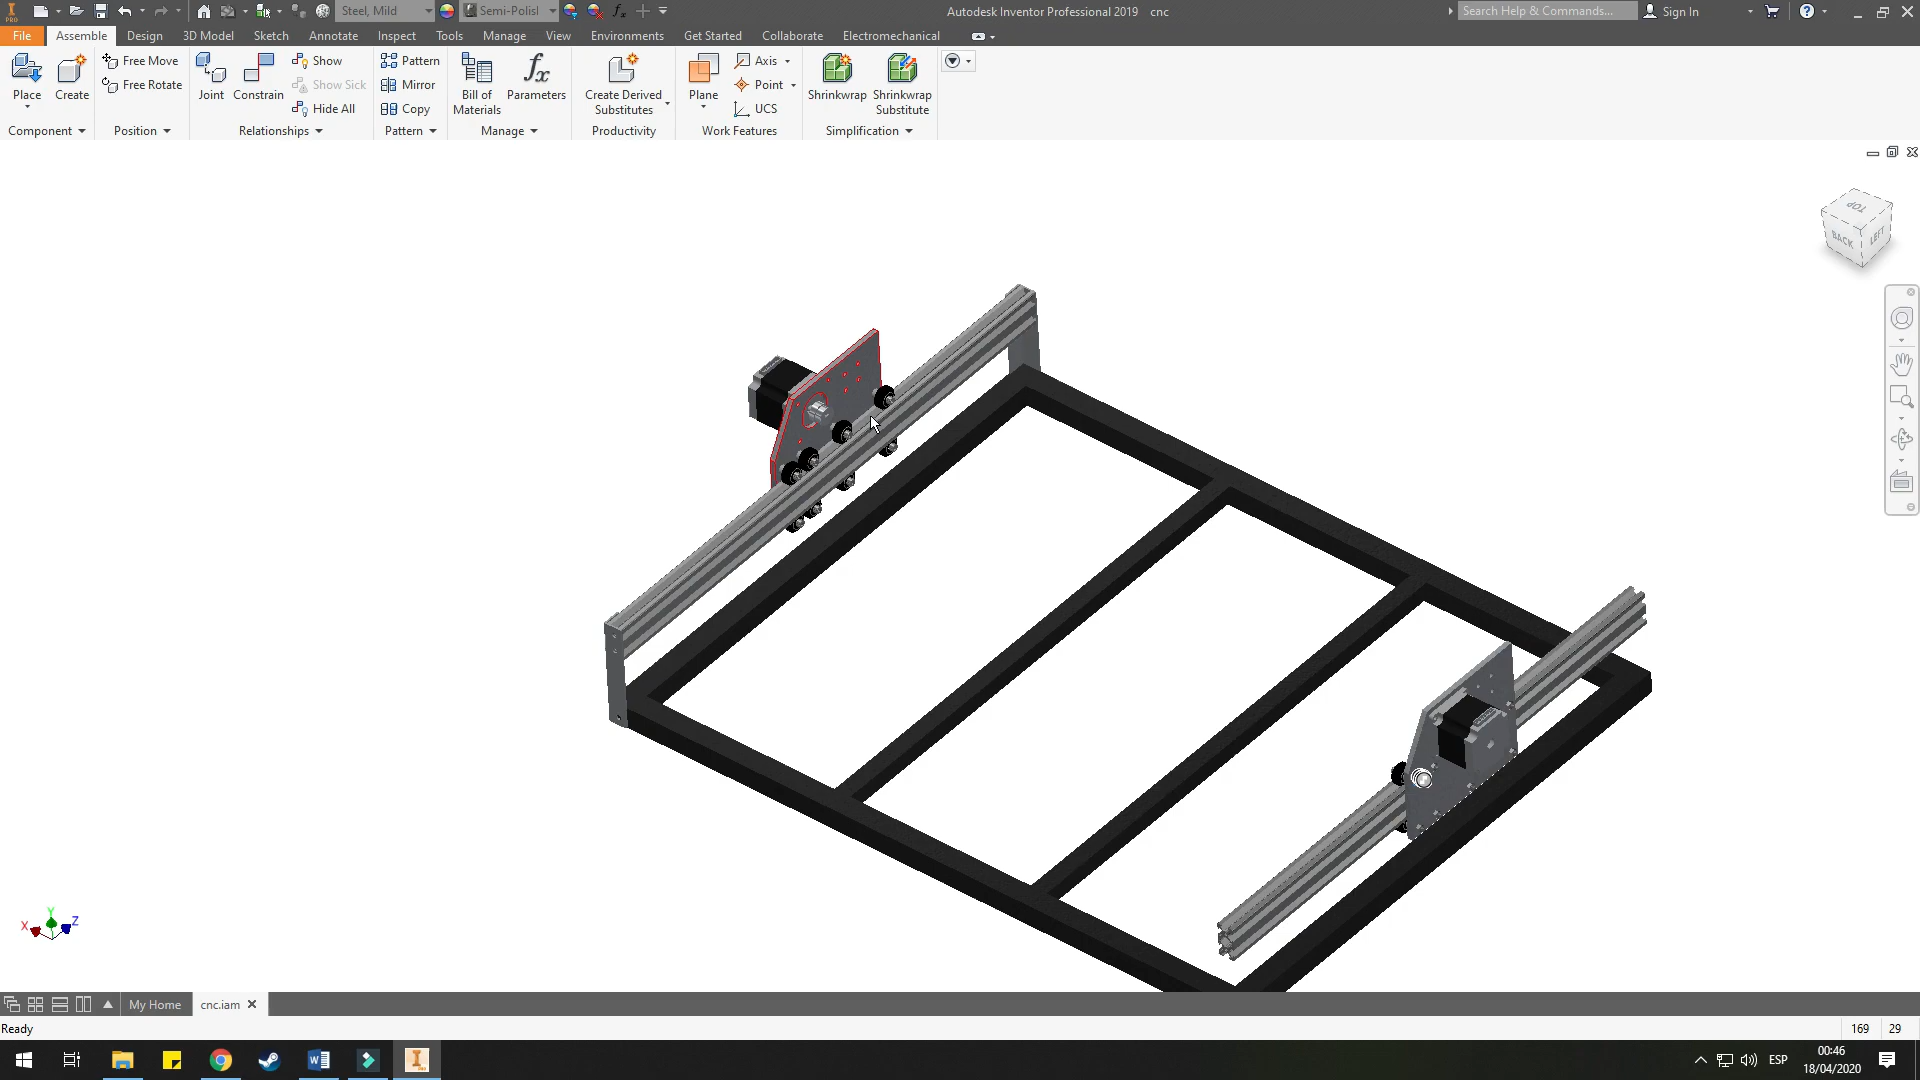 Steel, Mild
Semi-Polisl
Autodesk Inventor Professional 2019 cnc
Search Help & Commands...
Sign In
File Assemble Design 3D Model Sketch Annotate Inspect Tools Manage View Environments Get Started Collaborate Electromechanical
Place
Create
Free Move
Free Rotate
Joint
Constrain
Show
Show Sick
Hide All
Pattern
Mirror
Copy
Bill of
Materials
Parameters
Create Derived
Substitutes
Plane
Axis
Point
UCS
Shrinkwrap
Shrinkwrap
Substitute
Component Position Relationships Pattern Manage Productivity Work Features Simplification
TOP
BACK
LEFT
X
Y
Z
My Home
cnc.iam
Ready
169 29
ESP
00:46
18/04/2020